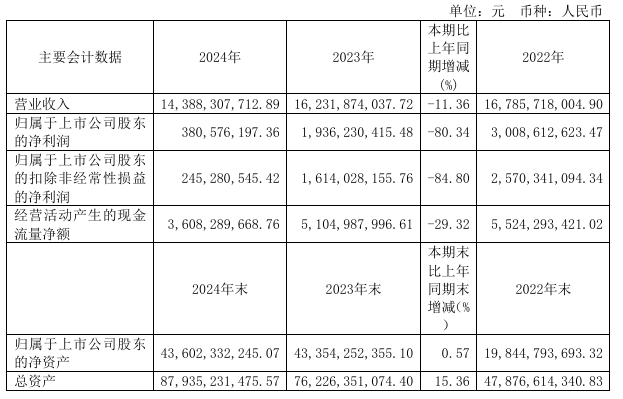 单位：元 币种：人民币
主要会计数据 2024年 2023年 本期比上年同期增减(%) 2022年
营业收入 14,388,307,712.89 16,231,874,037.72 -11.36 16,785,718,004.90
归属于上市公司股东的净利润 380,576,197.36 1,936,230,415.48 -80.34 3,008,612,623.47
归属于上市公司股东的扣除非经常性损益的净利润 245,280,545.42 1,614,028,155.76 -84.80 2,570,341,094.34
经营活动产生的现金流量净额 3,608,289,668.76 5,104,987,996.61 -29.32 5,524,293,421.02
2024年末 2023年末 本期末比上年同期末增减(%) 2022年末
归属于上市公司股东的净资产 43,602,332,245.07 43,354,252,355.10 0.57 19,844,793,693.32
总资产 87,935,231,475.57 76,226,351,074.40 15.36 47,876,614,340.83